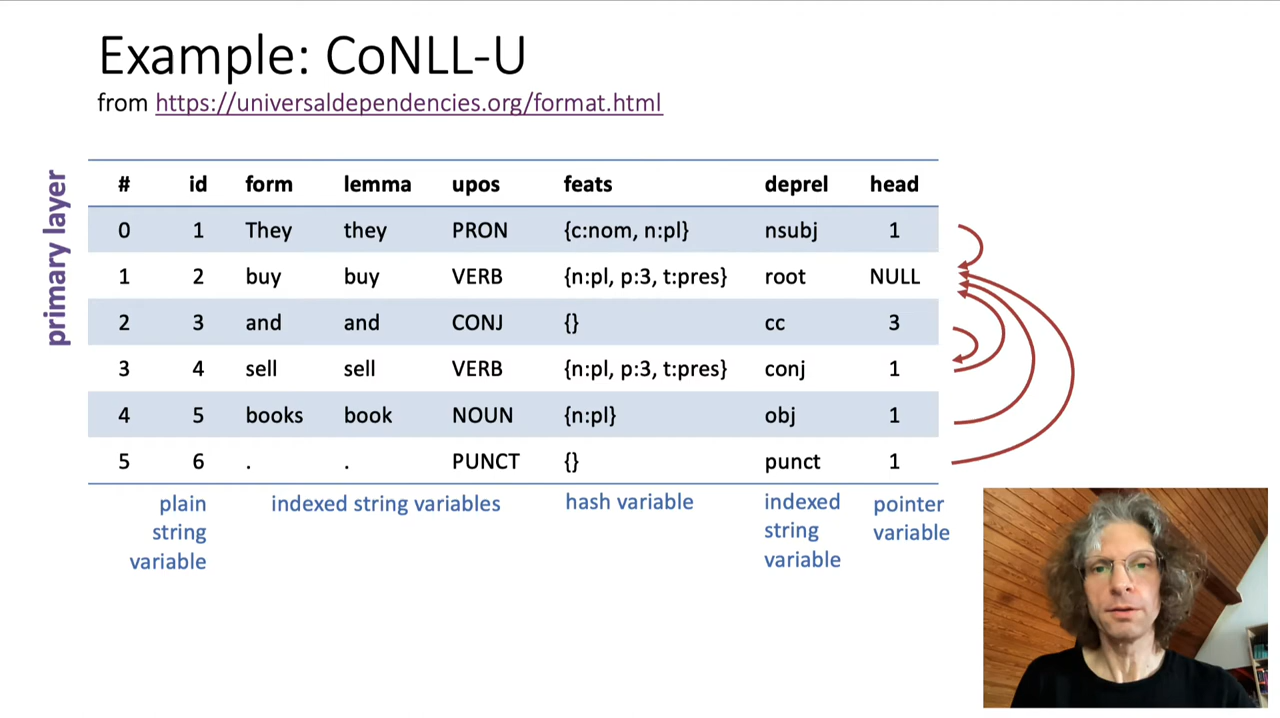 Example: CoNLL-U
from https://universaldependencies.org/format.html
primary layer
# id form lemma upos feats deprel head
0 1 They they PRON {c:nom, n:pl} nsubj 1
1 2 buy buy VERB {n:pl, p:3, t:pres} root NULL
2 3 and and CONJ {} cc 3
3 4 sell sell VERB {n:pl, p:3, t:pres} conj 1
4 5 books book NOUN {n:pl} obj 1
5 6 . . PUNCT {} punct 1
plain
string
variable
indexed string variables
hash variable
indexed
string
variable
pointer
variable